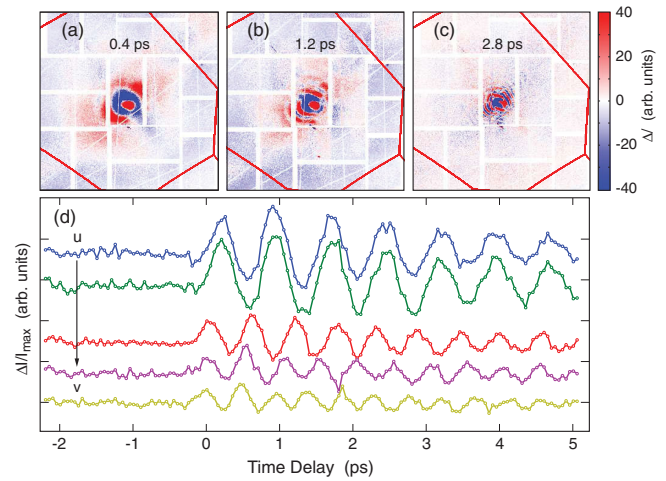 (a)
0.4 ps
(b)
1.2 ps
(c)
2.8 ps
40
20
0
-20
-40
ΔI (arb. units)
(d)
u
v
ΔI/Imax (arb. units)
-2 -1 0 1 2 3 4 5
Time Delay (ps)